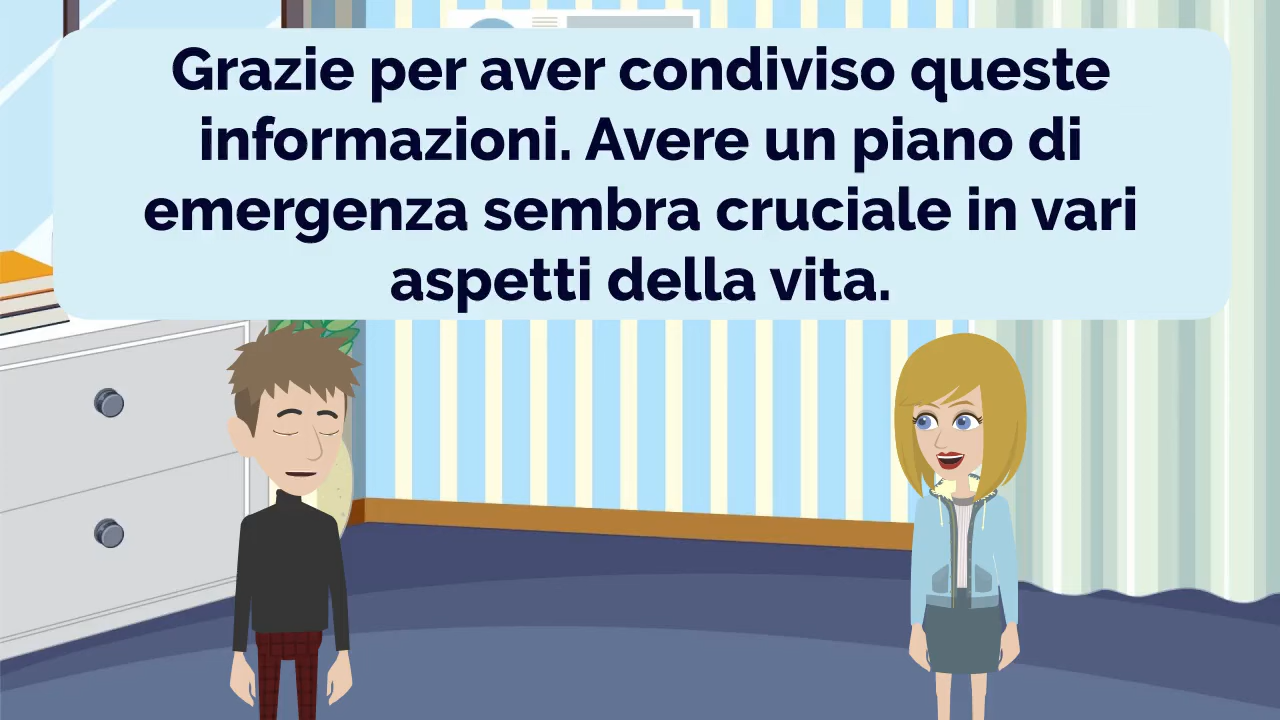 Grazie per aver condiviso queste
informazioni. Avere un piano di
emergenza sembra cruciale in vari
aspetti della vita.